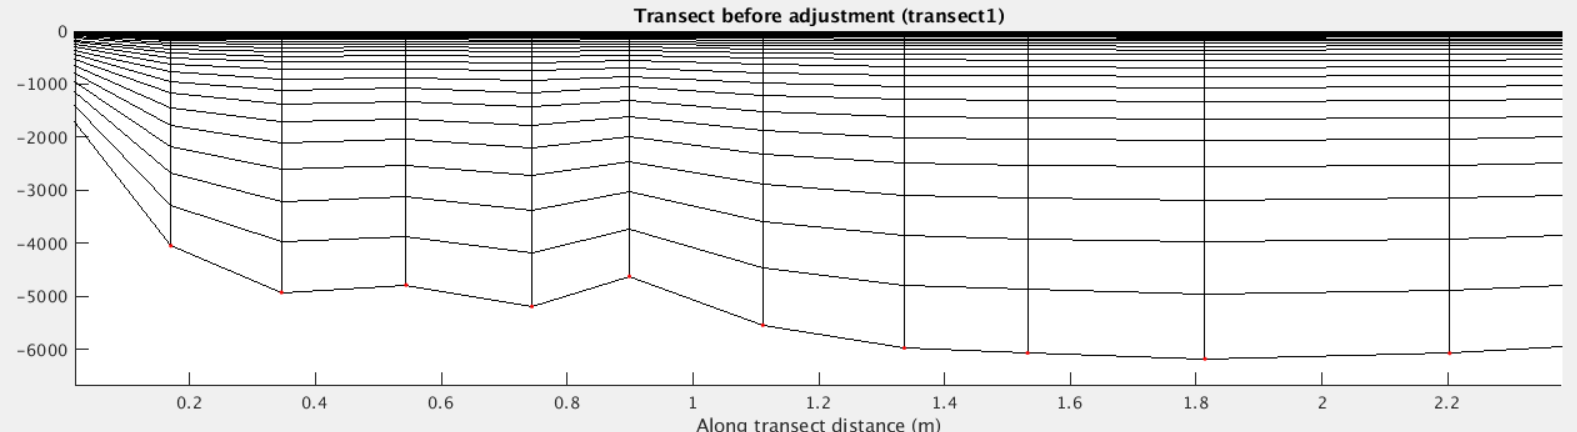 Transect before adjustment (transect1)
0
-1000
-2000
-3000
-4000
-5000
-6000
0.2 0.4 0.6 0.8 1 1.2 1.4 1.6 1.8 2 2.2
Along transect distance (m)